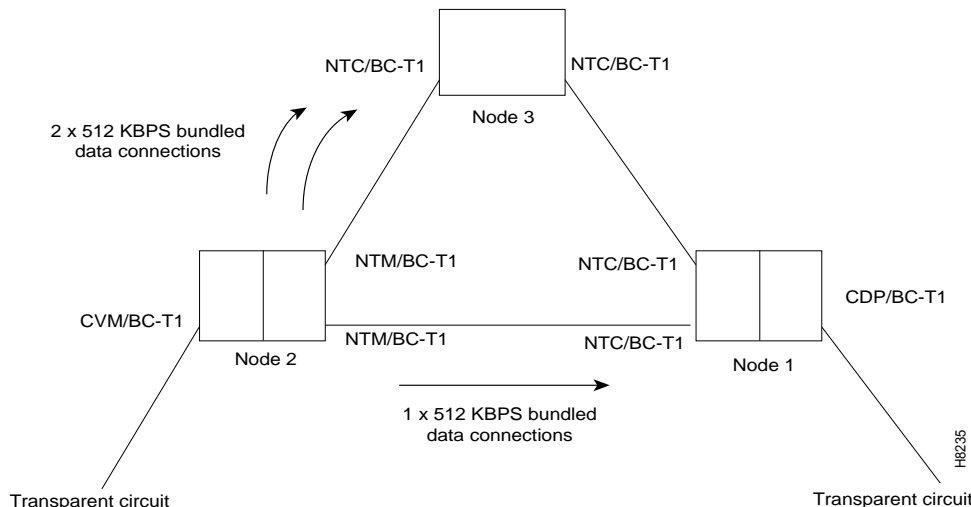 NTC/BC-T1
NTC/BC-T1
Node 3
2 x 512 KBPS bundled
data connections
NTM/BC-T1
NTC/BC-T1
CDP/BC-T1
CVM/BC-T1
NTM/BC-T1
NTC/BC-T1
Node 2
Node 1
1 x 512 KBPS bundled
data connections
H8235
Transparent circuit
Transparent circuit